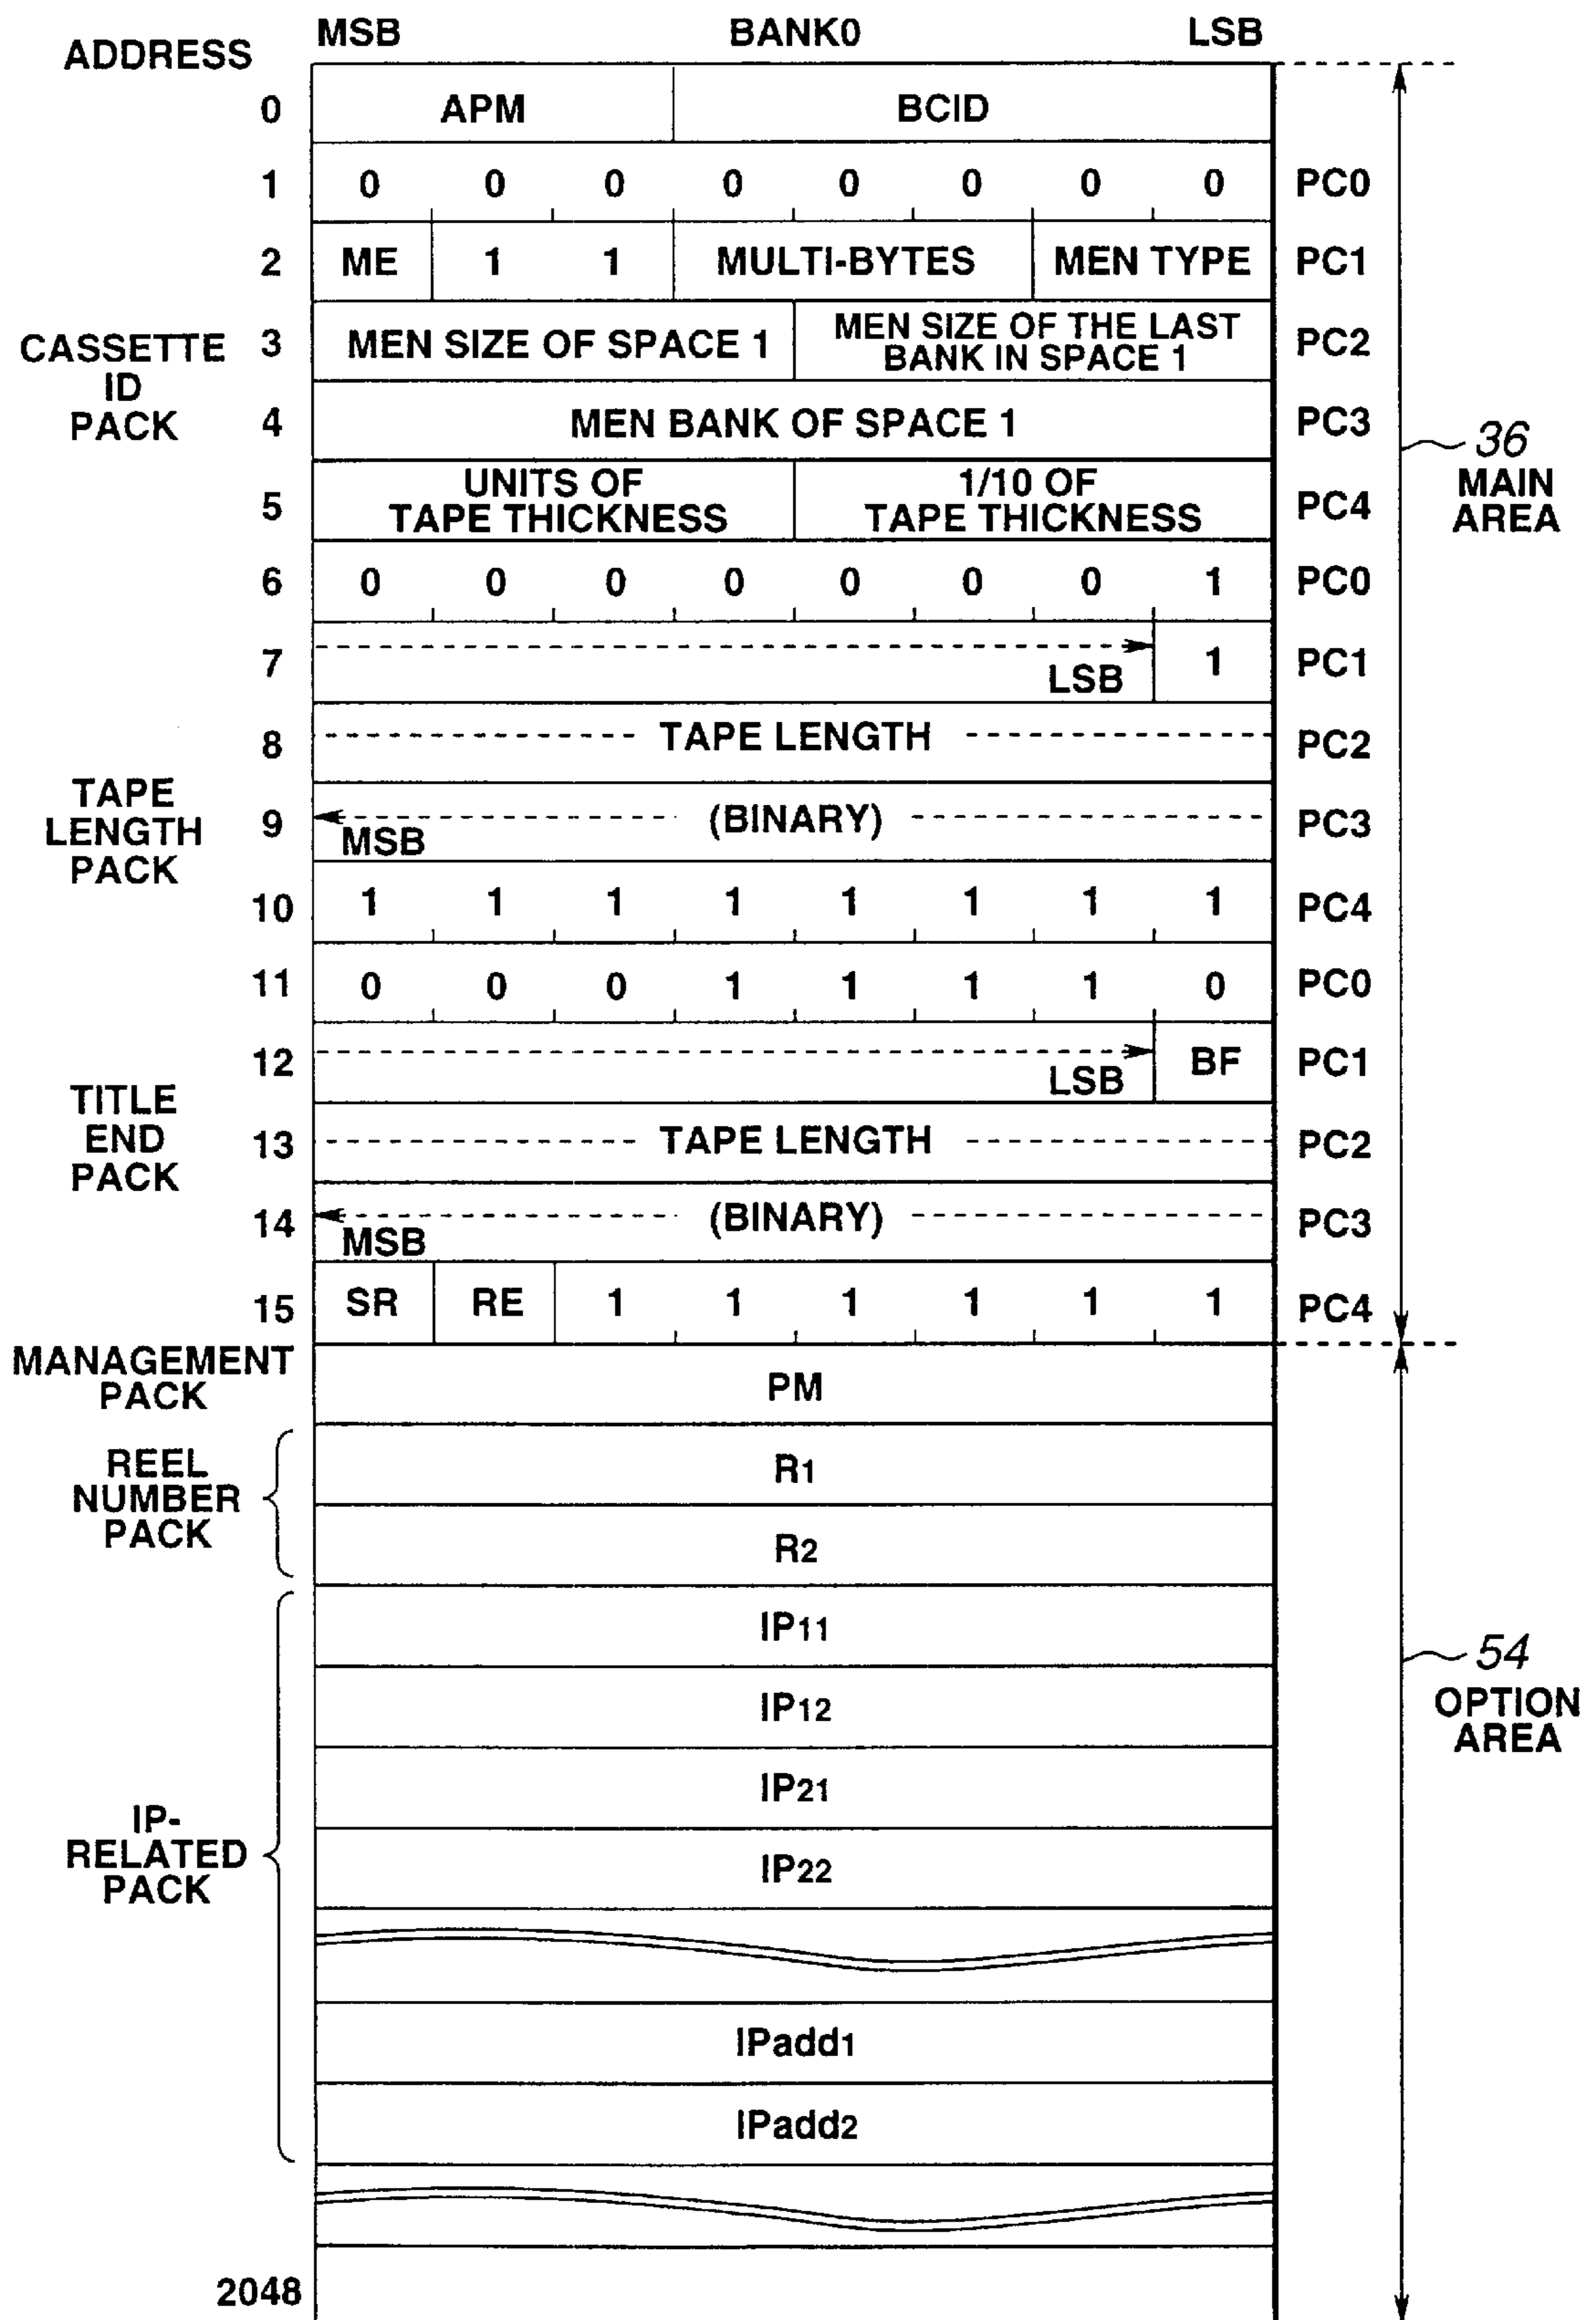 MSB BANK0 LSB
ADDRESS
0 APM BCID
1 0 0 0 0 0 0 0 0 PC0
2 ME 1 1 MULTI-BYTES MEN TYPE PC1
CASSETTE
ID
PACK
3 MEN SIZE OF SPACE 1 MEN SIZE OF THE LAST
BANK IN SPACE 1 PC2
4 MEN BANK OF SPACE 1 PC3
36
MAIN
AREA
5 UNITS OF
TAPE THICKNESS 1/10 OF
TAPE THICKNESS PC4
6 0 0 0 0 0 0 0 1 PC0
7 LSB 1 PC1
8 TAPE LENGTH PC2
TAPE
LENGTH
PACK
9 MSB (BINARY) PC3
10 1 1 1 1 1 1 1 1 PC4
11 0 0 0 1 1 1 1 0 PC0
12 LSB BF PC1
TITLE
END
PACK
13 TAPE LENGTH PC2
14 MSB (BINARY) PC3
15 SR RE 1 1 1 1 1 1 PC4
MANAGEMENT
PACK
PM
REEL
NUMBER
PACK
R1
R2
IP11
54
OPTION
AREA
IP12
IP21
IP-
RELATED
PACK
IP22
IPadd1
IPadd2
2048